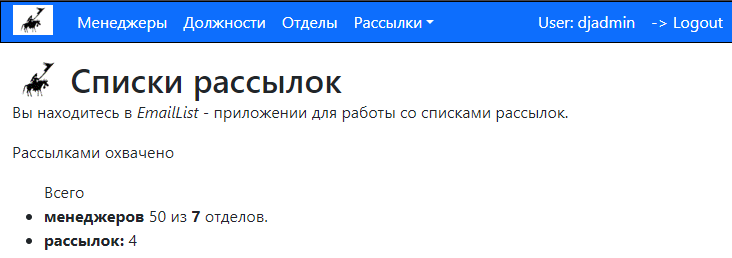 Менеджеры Должности Отделы Рассылки User: djadmin -> Logout
Списки рассылок
Вы находитесь в EmailList - приложении для работы со списками рассылок.
Рассылками охвачено
Всего
менеджеров 50 из 7 отделов.
рассылок: 4